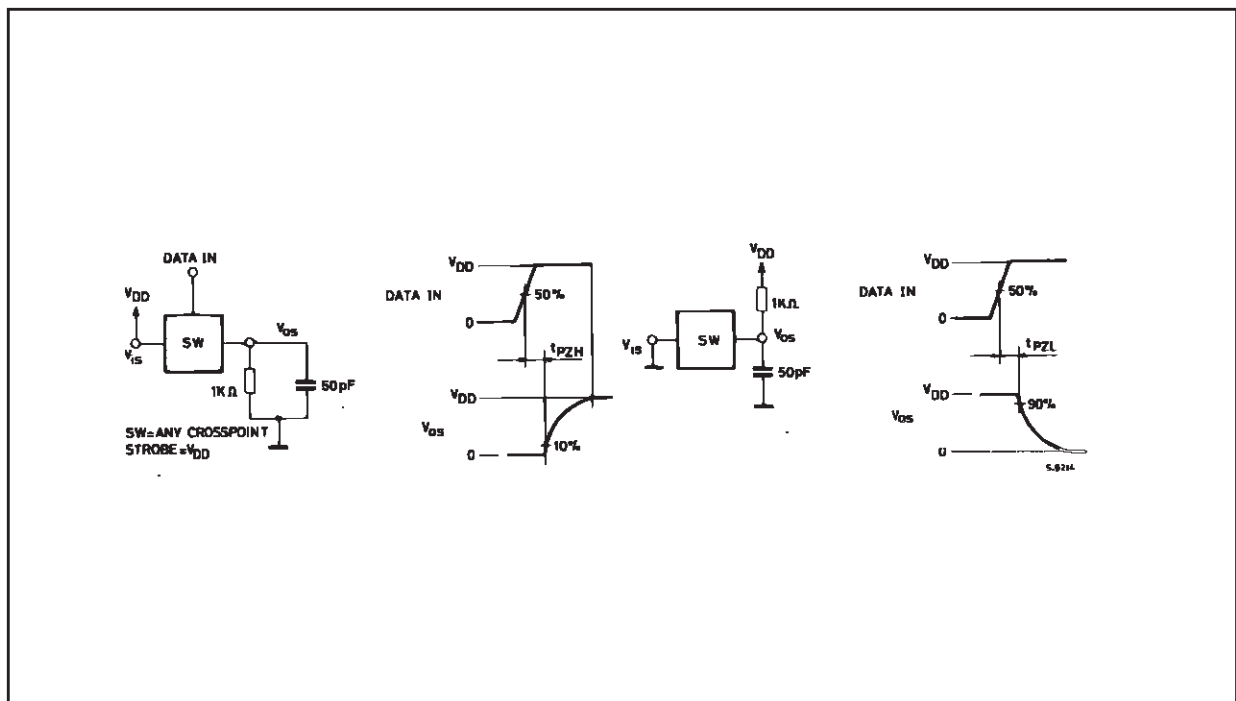 DATA IN
VDD
VIS
SW
VOS
1KΩ
50pF
SW=ANY CROSSPOINT
STROBE=VDD
DATA IN
VDD
50%
0
tPZH
VDD
VOS
10%
0
VDD
1KΩ
VIS
SW
VOS
50pF
DATA IN
VDD
50%
0
tPZL
VDD
90%
VOS
0